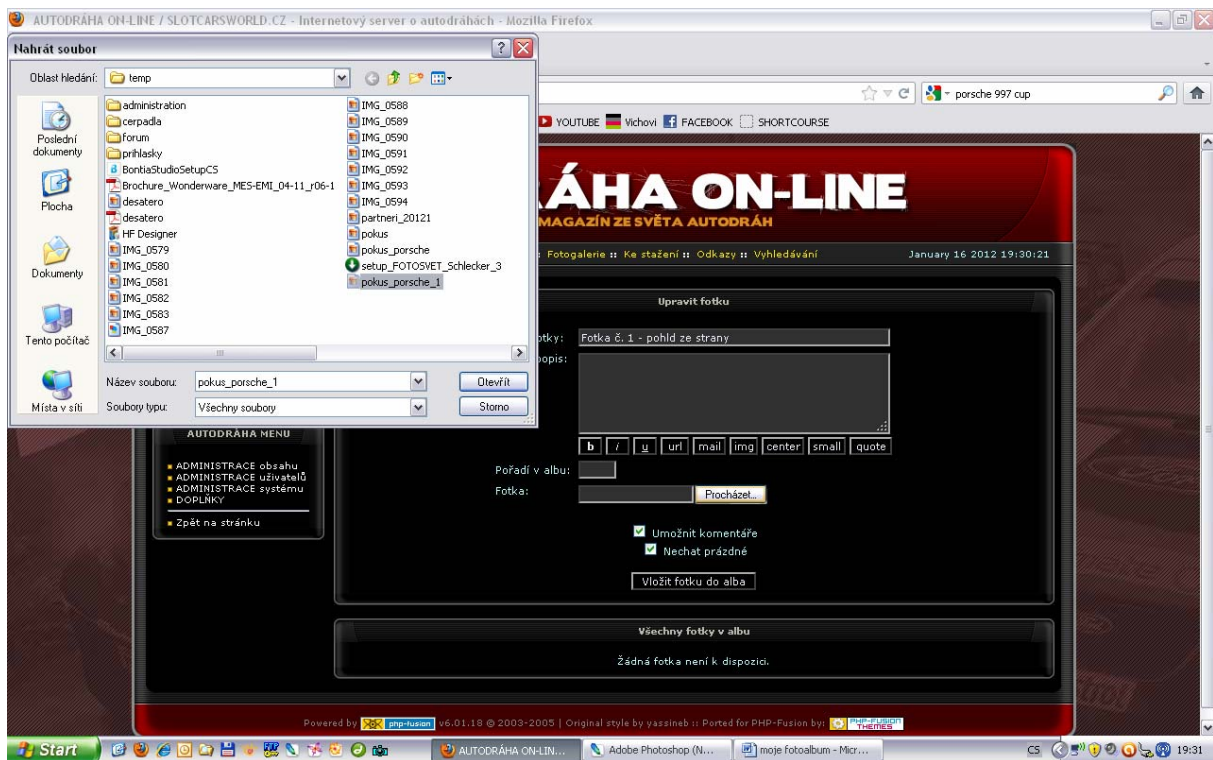 AUTODRÁHA ON-LINE / SLOTCARSWORLD.CZ - Internetový server o autodráhách - Mozilla Firefox
Nahrát soubor
Oblast hledání: temp
porsche 997 cup
YOUTUBE Vichovi FACEBOOK SHORTCOURSE
Poslední dokumenty
Plocha
Dokumenty
Tento počítač
Místa v síti
administration
cerpadla
forum
prihlasky
BontiaStudioSetupCS
Brochure_Wonderware_MES-EMI_04-11_r06-1
desatero
desatero
HF Designer
IMG_0579
IMG_0580
IMG_0581
IMG_0582
IMG_0583
IMG_0587
IMG_0588
IMG_0589
IMG_0590
IMG_0591
IMG_0592
IMG_0593
IMG_0594
partneri_20121
pokus
pokus_porsche
setup_FOTOSVET_Schlecker_3
pokus_porsche_1
Název souboru: pokus_porsche_1 Otevřít
Soubory typu: Všechny soubory Storno
ÁHA ON-LINE
MAGAZÍN ZE SVĚTA AUTODRAH
:: Fotogalerie :: Ke stažení :: Odkazy :: Vyhledávání January 16 2012 19:30:21
Upravit fotku
otky: Fotka č. 1 - pohld ze strany
opis:
b i u url mail img center small quote
Pořadí v albu:
Fotka: Procházet...
Umožnit komentáře
Nechat prázdné
Vložit fotku do alba
AUTODRÁHA MENU
ADMINISTRACE obsahu
ADMINISTRACE uživatelů
ADMINISTRACE systému
DOPLŇKY
Zpět na stránku
Všechny fotky v albu
Žádná fotka není k dispozici.
Powered by php-fusion v6.01.18 © 2003-2005 | Original style by yassineb :: Ported for PHP-Fusion by: PHP-FUSION THEMES
Start AUTODRÁHA ON-LIN... Adobe Photoshop (N... moje fotoalbum - Micr... CS 19:31